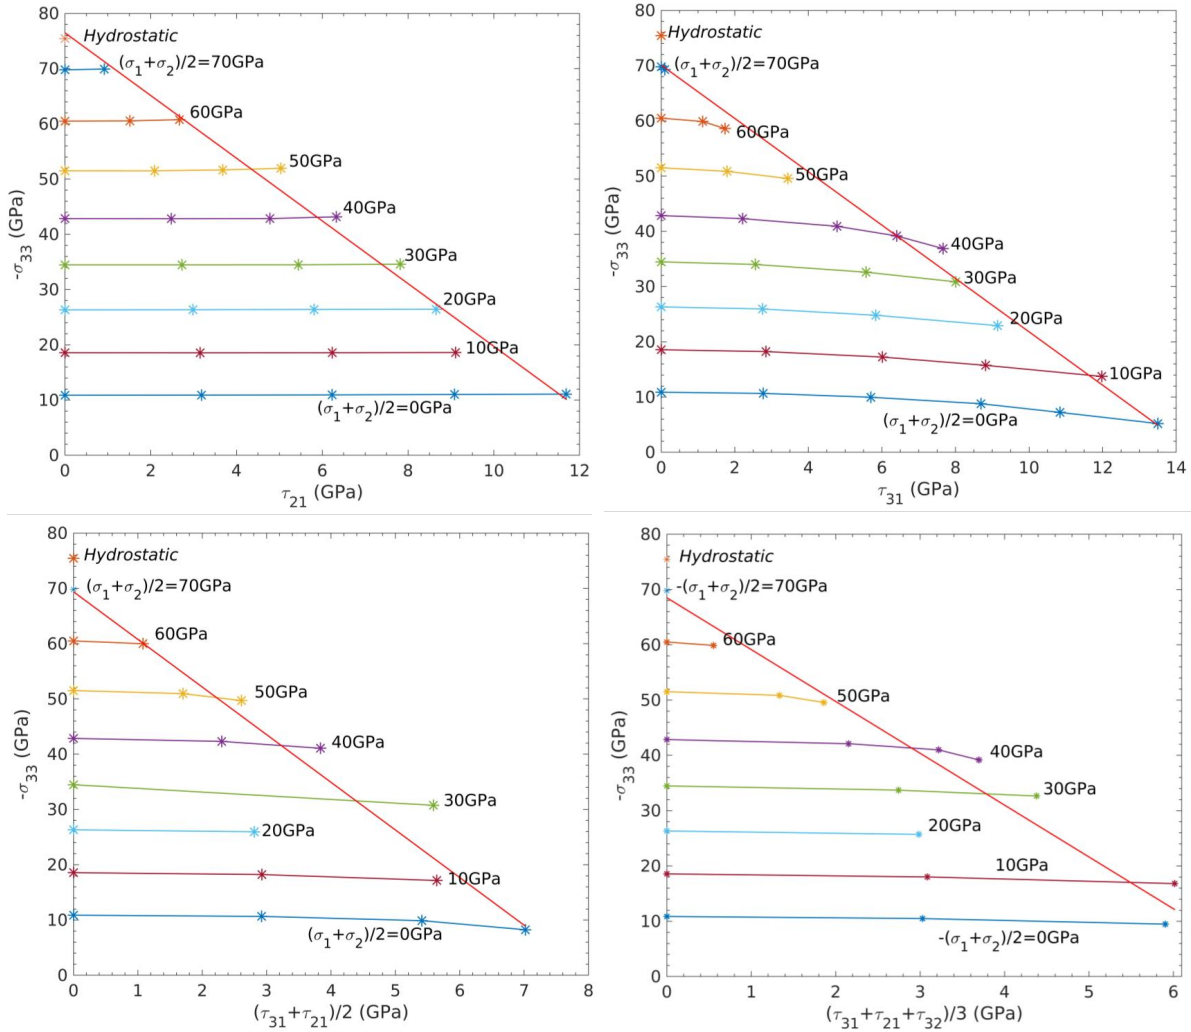 80
70
60
50
40
30
20
10
0
-σ33 (GPa)
Hydrostatic
(σ1+σ2)/2=70GPa
60GPa
50GPa
40GPa
30GPa
20GPa
10GPa
(σ1+σ2)/2=0GPa
0 2 4 6 8 10 12
τ21 (GPa)
80
70
60
50
40
30
20
10
0
-σ33 (GPa)
Hydrostatic
(σ1+σ2)/2=70GPa
60GPa
50GPa
40GPa
30GPa
20GPa
10GPa
(σ1+σ2)/2=0GPa
0 2 4 6 8 10 12 14
τ31 (GPa)
80
70
60
50
40
30
20
10
0
-σ33 (GPa)
Hydrostatic
(σ1+σ2)/2=70GPa
60GPa
50GPa
40GPa
30GPa
20GPa
10GPa
(σ1+σ2)/2=0GPa
0 1 2 3 4 5 6 7 8
(τ31+τ21)/2 (GPa)
80
70
60
50
40
30
20
10
0
-σ33 (GPa)
Hydrostatic
-(σ1+σ2)/2=70GPa
60GPa
50GPa
40GPa
30GPa
20GPa
10GPa
-(σ1+σ2)/2=0GPa
0 1 2 3 4 5 6
(τ31+τ21+τ32)/3 (GPa)